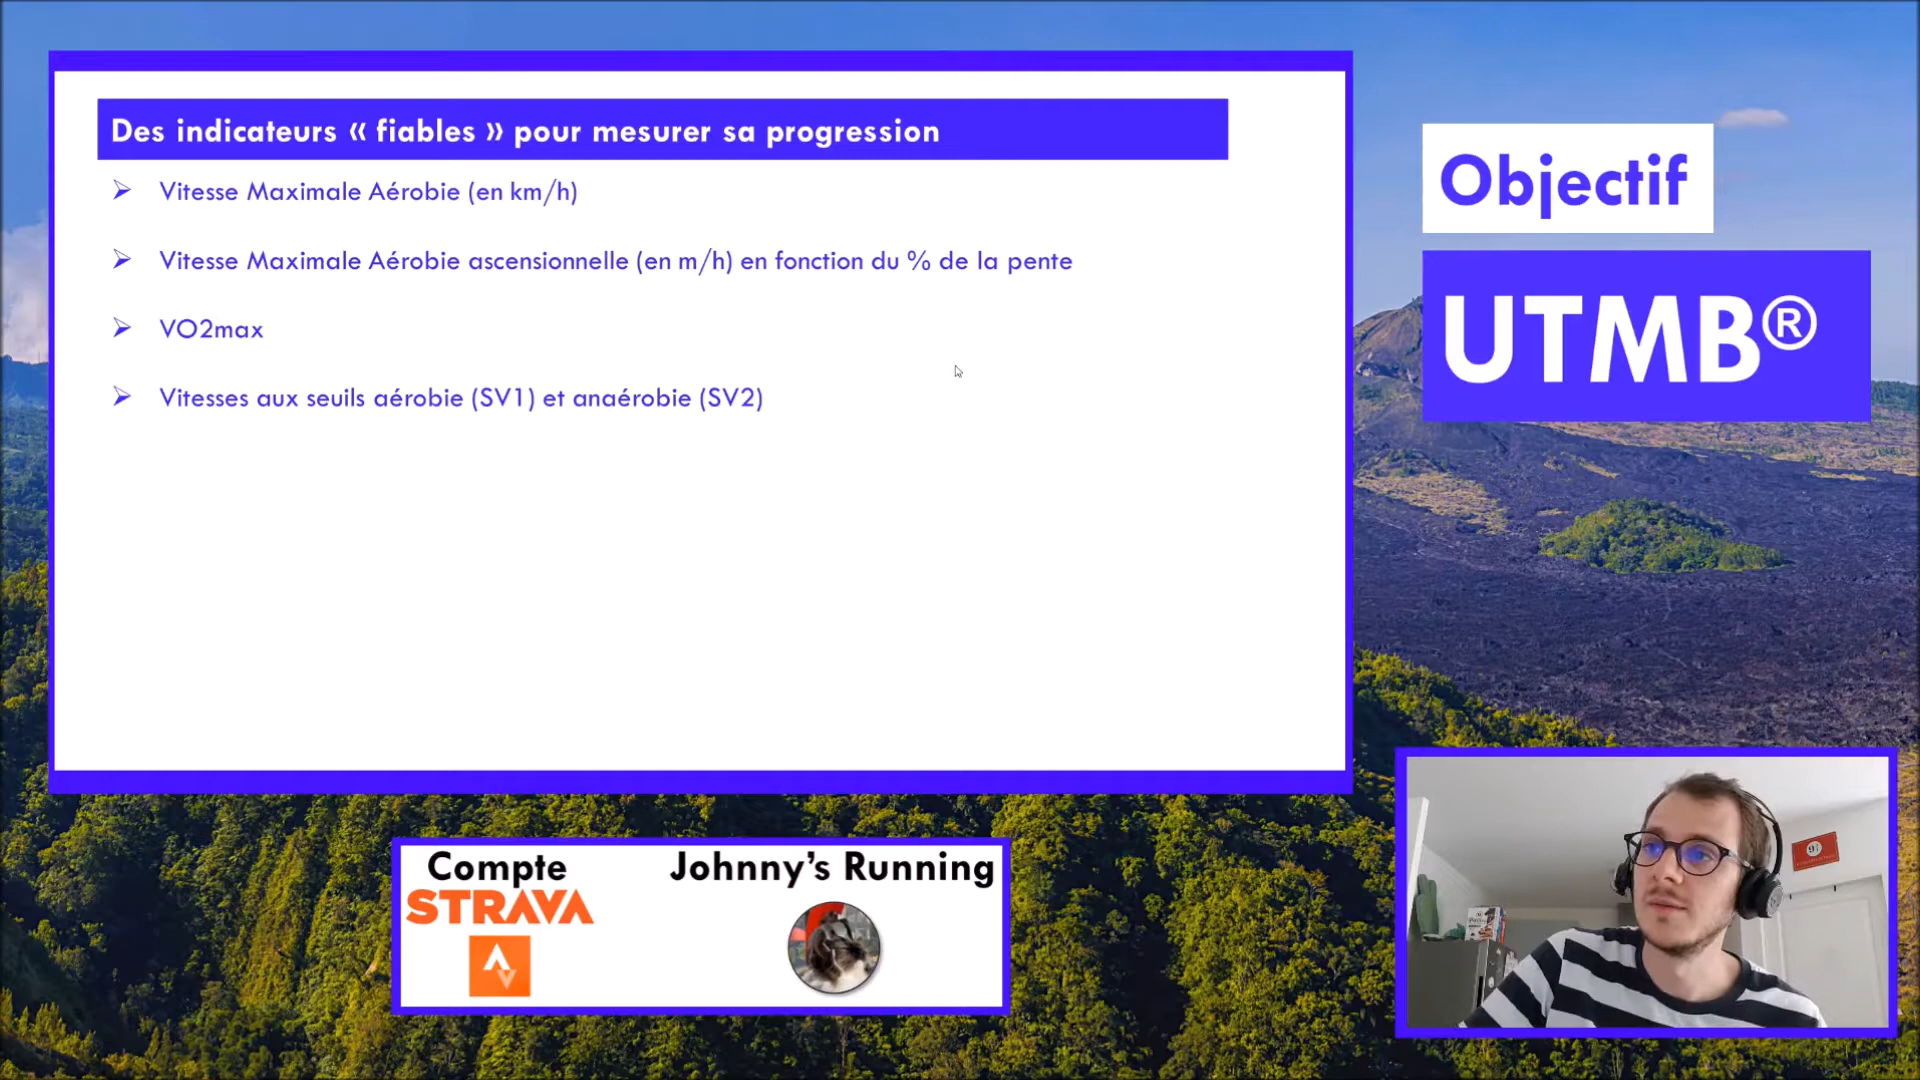 Des indicateurs « fiables » pour mesurer sa progression
Vitesse Maximale Aérobie (en km/h)
Vitesse Maximale Aérobie ascensionnelle (en m/h) en fonction du % de la pente
VO2max
Vitesses aux seuils aérobie (SV1) et anaérobie (SV2)
Objectif
UTMB®
Compte
STRAVA
Johnny's Running